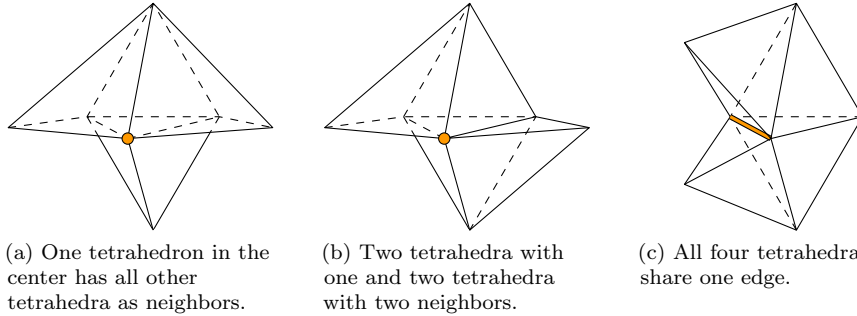 (a) One tetrahedron in the
center has all other
tetrahedra as neighbors.
(b) Two tetrahedra with
one and two tetrahedra
with two neighbors.
(c) All four tetrahedra
share one edge.